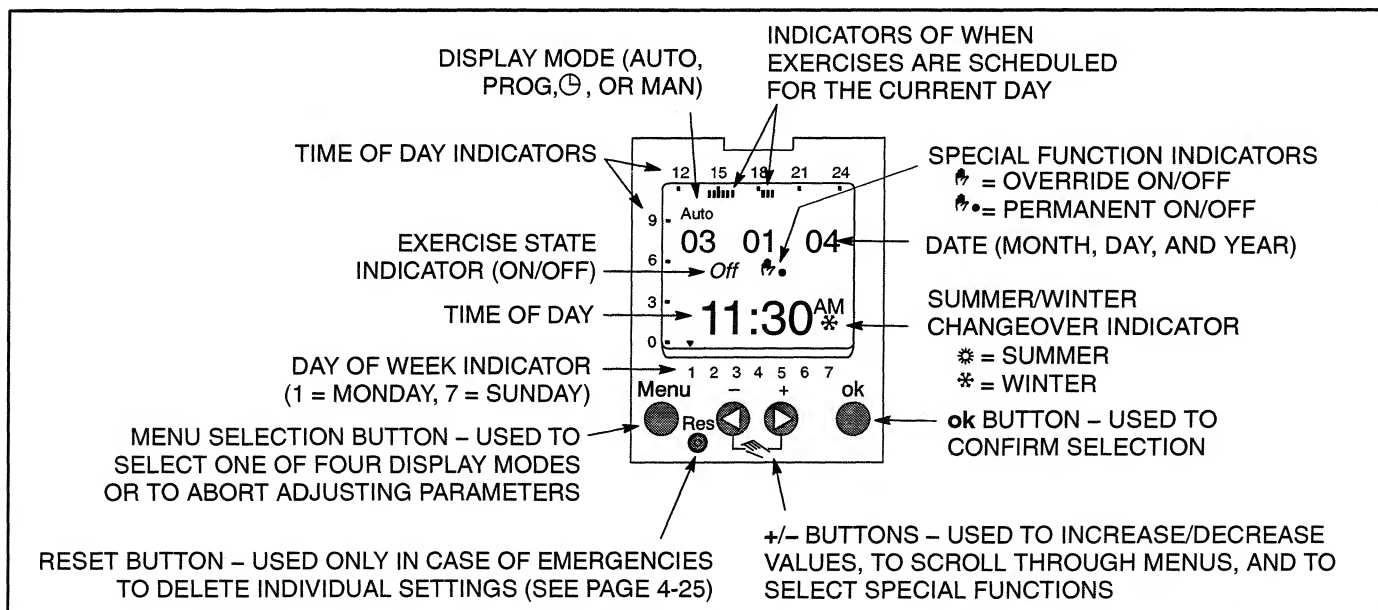 DISPLAY MODE (AUTO,
PROG, , OR MAN)
INDICATORS OF WHEN
EXERCISES ARE SCHEDULED
FOR THE CURRENT DAY
TIME OF DAY INDICATORS
SPECIAL FUNCTION INDICATORS
= OVERRIDE ON/OFF
= PERMANENT ON/OFF
12 15 18 21 24
9
Auto
03 01 04
DATE (MONTH, DAY, AND YEAR)
EXERCISE STATE
INDICATOR (ON/OFF)
6
Off
3
TIME OF DAY
11:30 AM
SUMMER/WINTER
CHANGEOVER INDICATOR
= SUMMER
= WINTER
0
DAY OF WEEK INDICATOR
(1 = MONDAY, 7 = SUNDAY)
1 2 3 4 5 6 7
Menu – + ok
Res
MENU SELECTION BUTTON – USED TO
SELECT ONE OF FOUR DISPLAY MODES
OR TO ABORT ADJUSTING PARAMETERS
ok BUTTON – USED TO
CONFIRM SELECTION
RESET BUTTON – USED ONLY IN CASE OF EMERGENCIES
TO DELETE INDIVIDUAL SETTINGS (SEE PAGE 4-25)
+/– BUTTONS – USED TO INCREASE/DECREASE
VALUES, TO SCROLL THROUGH MENUS, AND TO
SELECT SPECIAL FUNCTIONS